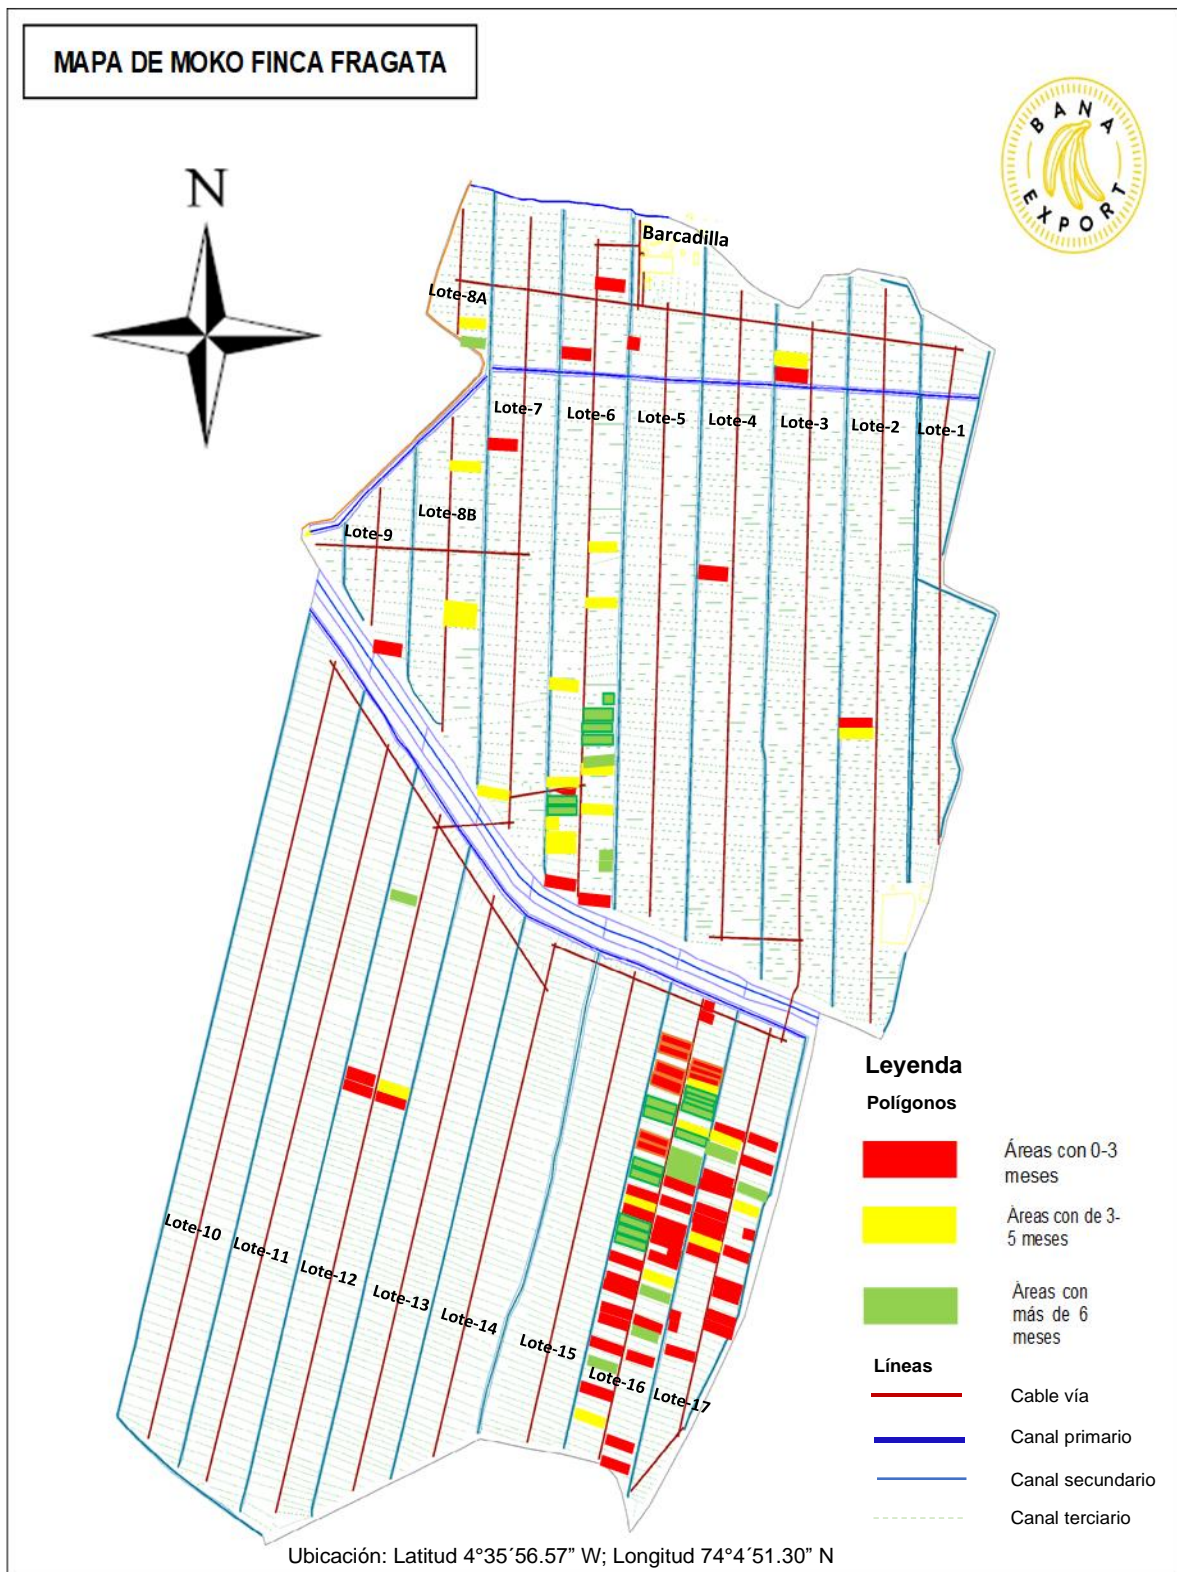 MAPA DE MOKO FINCA FRAGATA
BANA
EXPORT
N
Barcadilla
Lote-8A
Lote-7
Lote-6
Lote-5
Lote-4
Lote-3
Lote-2
Lote-1
Lote-8B
Lote-9
Lote-10
Lote-11
Lote-12
Lote-13
Lote-14
Lote-15
Lote-16
Lote-17
Leyenda
Polígonos
Áreas con 0-3
meses
Àreas con de 3-
5 meses
Àreas con
más de 6
meses
Líneas
Cable vía
Canal primario
Canal secundario
Canal terciario
Ubicación: Latitud 4°35´56.57” W; Longitud 74°4´51.30” N